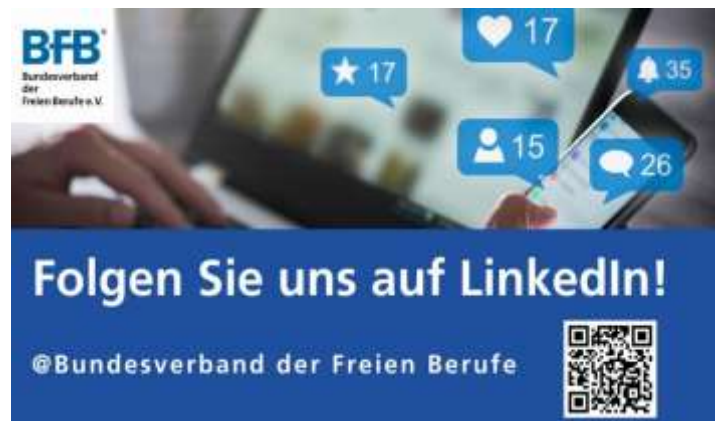 BFB
Bundesverband
der
Freien Berufe e.V.
17
17
35
15
26
Folgen Sie uns auf LinkedIn!
@Bundesverband der Freien Berufe